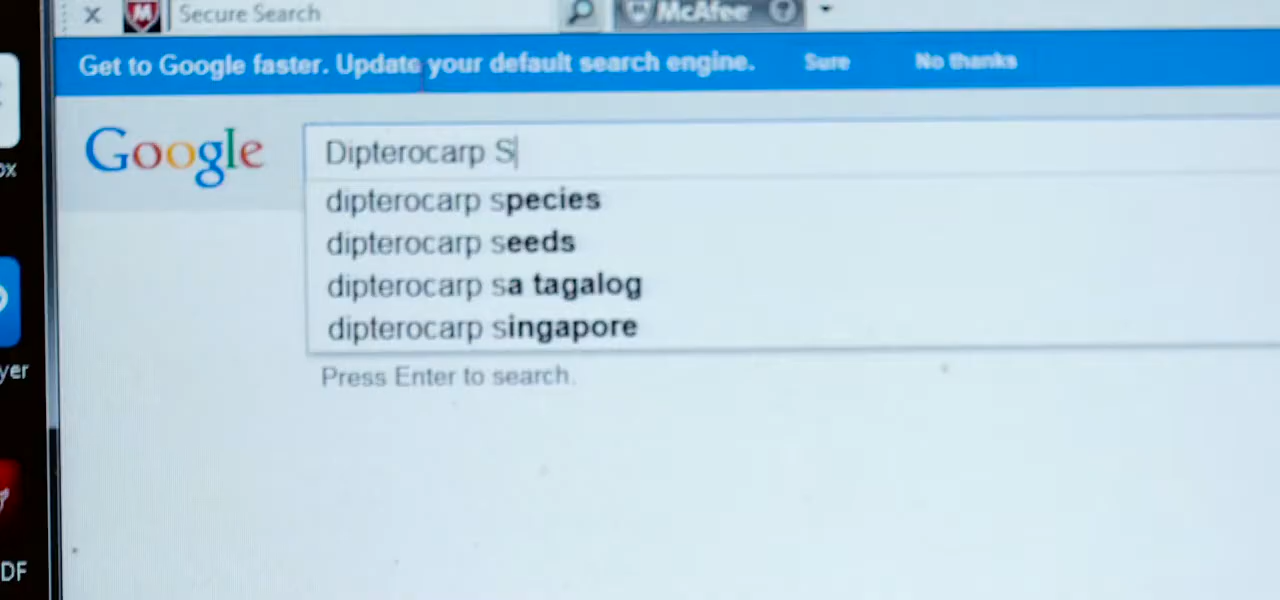 Secure Search McAfee
Get to Google faster. Update your default search engine. Sure No thanks
Google Dipterocarp S
dipterocarp species
dipterocarp seeds
dipterocarp sa tagalog
dipterocarp singapore
Press Enter to search.
ox
yer
DF